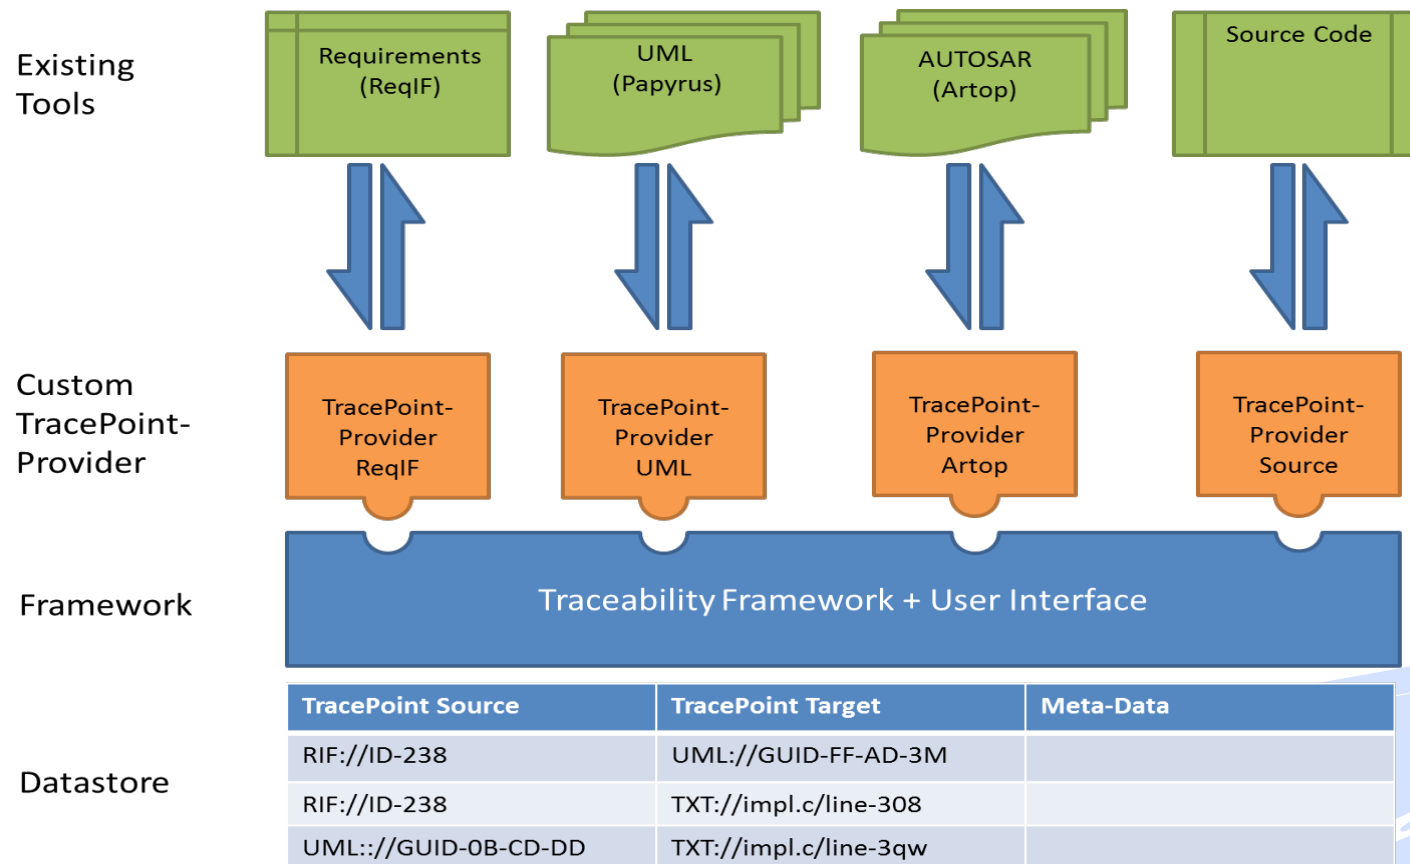 Existing
Tools
Requirements
(ReqIF)
UML
(Papyrus)
AUTOSAR
(Artop)
Source Code
Custom
TracePoint-
Provider
TracePoint-
Provider
ReqIF
TracePoint-
Provider
UML
TracePoint-
Provider
Artop
TracePoint-
Provider
Source
Framework
Traceability Framework + User Interface
Datastore
TracePoint Source TracePoint Target Meta-Data
RIF://ID-238 UML://GUID-FF-AD-3M
RIF://ID-238 TXT://impl.c/line-308
UML:://GUID-0B-CD-DD TXT://impl.c/line-3qw